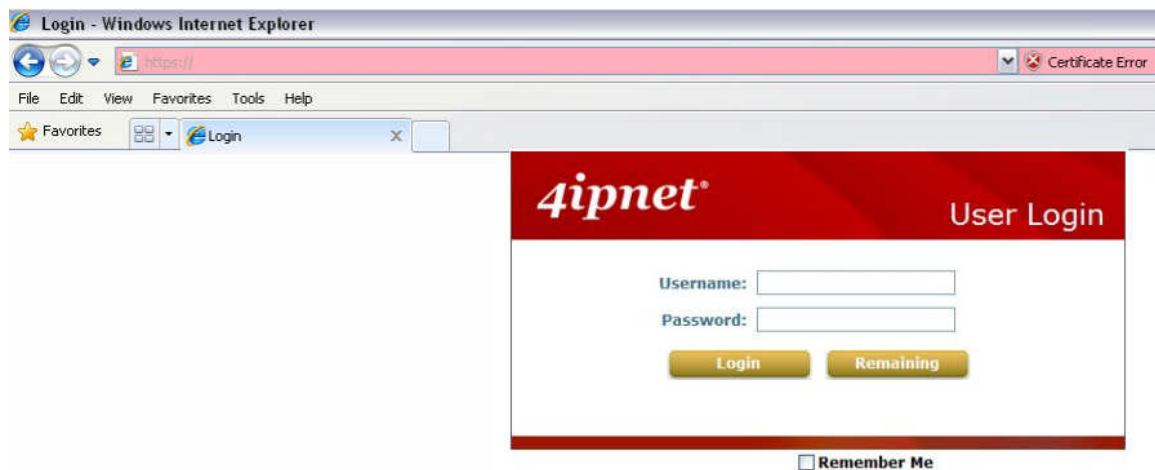 Login - Windows Internet Explorer
https://
Certificate Error
File Edit View Favorites Tools Help
Favorites
Login
4ipnet®
User Login
Username:
Password:
Login Remaining
Remember Me